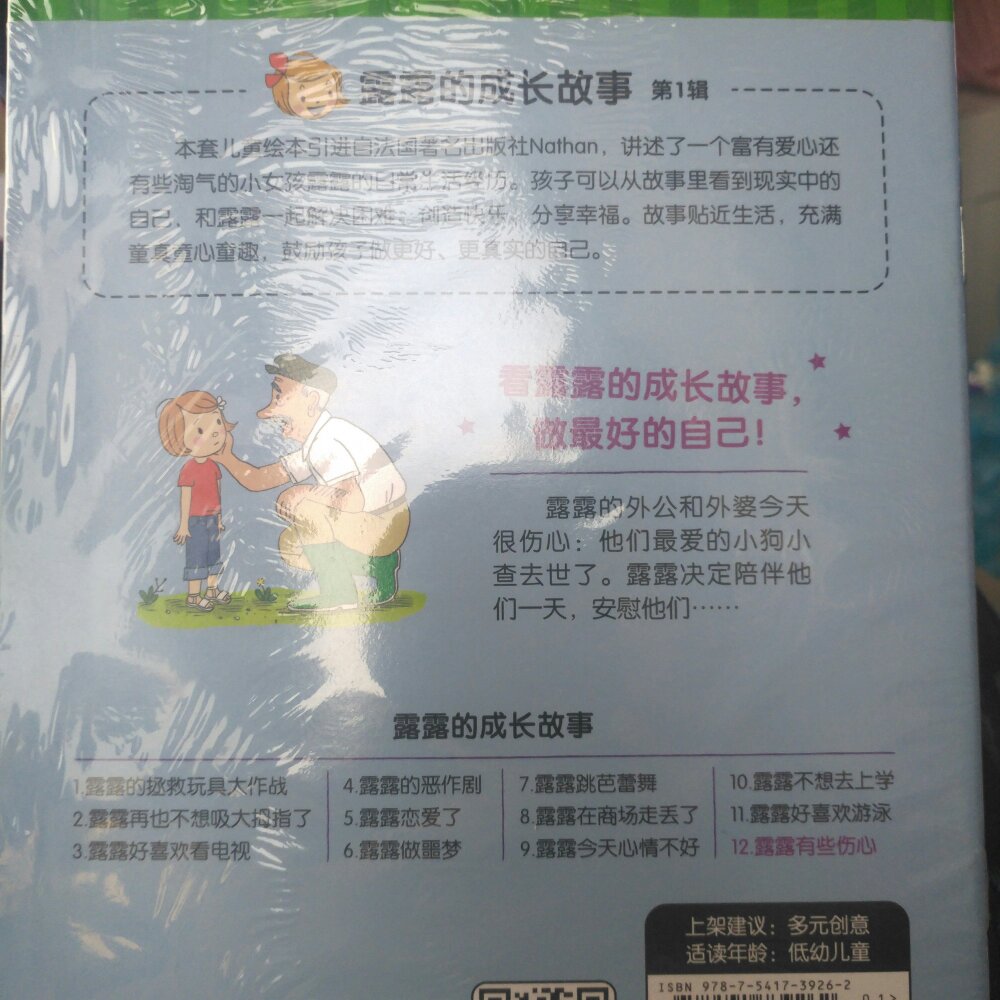 露露的成长故事 第1辑
本套儿童绘本引进自法国著名出版社Nathan，讲述了一个富有爱心还
有些淘气的小女孩露露的日常生活经历。孩子可以从故事里看到现实中的
自己，和露露一起解决困难、创造快乐、分享幸福。故事贴近生活，充满
童真童心童趣，鼓励孩子做更好、更真实的自己。
看露露的成长故事，
做最好的自己！
露露的外公和外婆今天
很伤心：他们最爱的小狗小
查去世了。露露决定陪伴他
们一天，安慰他们……
露露的成长故事
1.露露的拯救玩具大作战
2.露露再也不想吸大拇指了
3.露露好喜欢看电视
4.露露的恶作剧
5.露露恋爱了
6.露露做噩梦
7.露露跳芭蕾舞
8.露露在商场走丢了
9.露露今天心情不好
10.露露不想去上学
11.露露好喜欢游泳
12.露露有些伤心
上架建议：多元创意
适读年龄：低幼儿童
ISBN 978-7-5417-3926-2
01>